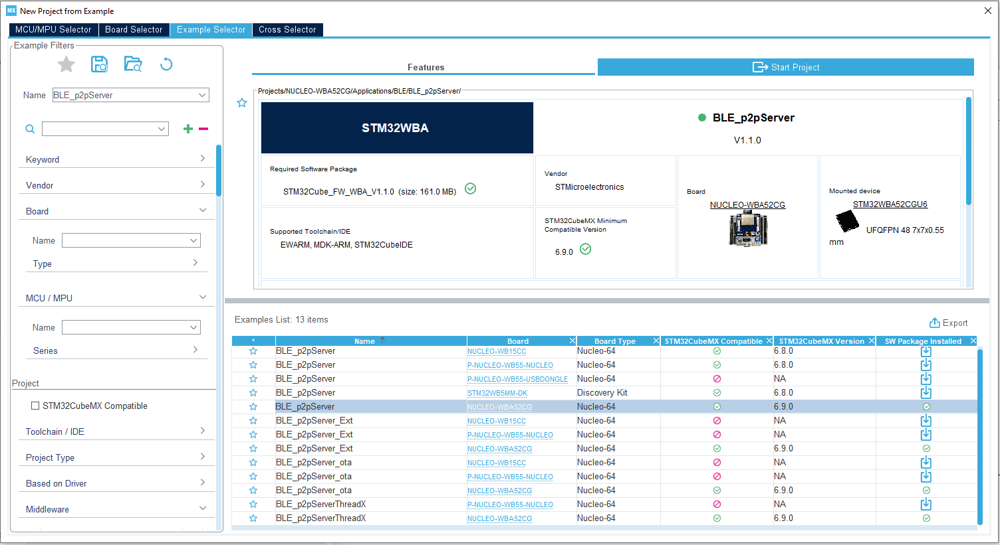 MX New Project from Example
MCU/MPU Selector Board Selector Example Selector Cross Selector
Example Filters
Name BLE_p2pServer
Keyword
Vendor
Board
Name
Type
MCU / MPU
Name
Series
Project
STM32CubeMX Compatible
Toolchain / IDE
Project Type
Based on Driver
Middleware
Features
Start Project
Projects/NUCLEO-WBA52CG/Applications/BLE/BLE_p2pServer/
STM32WBA
BLE_p2pServer
V1.1.0
Required Software Package
STM32Cube_FW_WBA_V1.1.0 (size: 161.0 MB)
Vendor
STMicroelectronics
Board
NUCLEO-WBA52CG
Mounted device
STM32WBA52CGU6
UFQFPN 48 7x7x0.55
mm
Supported Toolchain/IDE
EWARM, MDK-ARM, STM32CubeIDE
STM32CubeMX Minimum
Compatible Version
6.9.0
Examples List: 13 items
Export
* Name Board Board Type STM32CubeMX Compatible STM32CubeMX Version SW Package Installed
BLE_p2pServer NUCLEO-WB15CC Nucleo-64 6.8.0
BLE_p2pServer P-NUCLEO-WB55-NUCLEO Nucleo-64 6.8.0
BLE_p2pServer P-NUCLEO-WB55-USBDONGLE Nucleo-64 NA
BLE_p2pServer STM32WB5MM-DK Discovery Kit 6.8.0
BLE_p2pServer NUCLEO-WBA52CG Nucleo-64 6.9.0
BLE_p2pServer_Ext NUCLEO-WB15CC Nucleo-64 NA
BLE_p2pServer_Ext P-NUCLEO-WB55-NUCLEO Nucleo-64 NA
BLE_p2pServer_Ext NUCLEO-WBA52CG Nucleo-64 6.9.0
BLE_p2pServer_ota NUCLEO-WB15CC Nucleo-64 NA
BLE_p2pServer_ota P-NUCLEO-WB55-NUCLEO Nucleo-64 NA
BLE_p2pServer_ota NUCLEO-WBA52CG Nucleo-64 6.9.0
BLE_p2pServerThreadX P-NUCLEO-WB55-NUCLEO Nucleo-64 NA
BLE_p2pServerThreadX NUCLEO-WBA52CG Nucleo-64 6.9.0